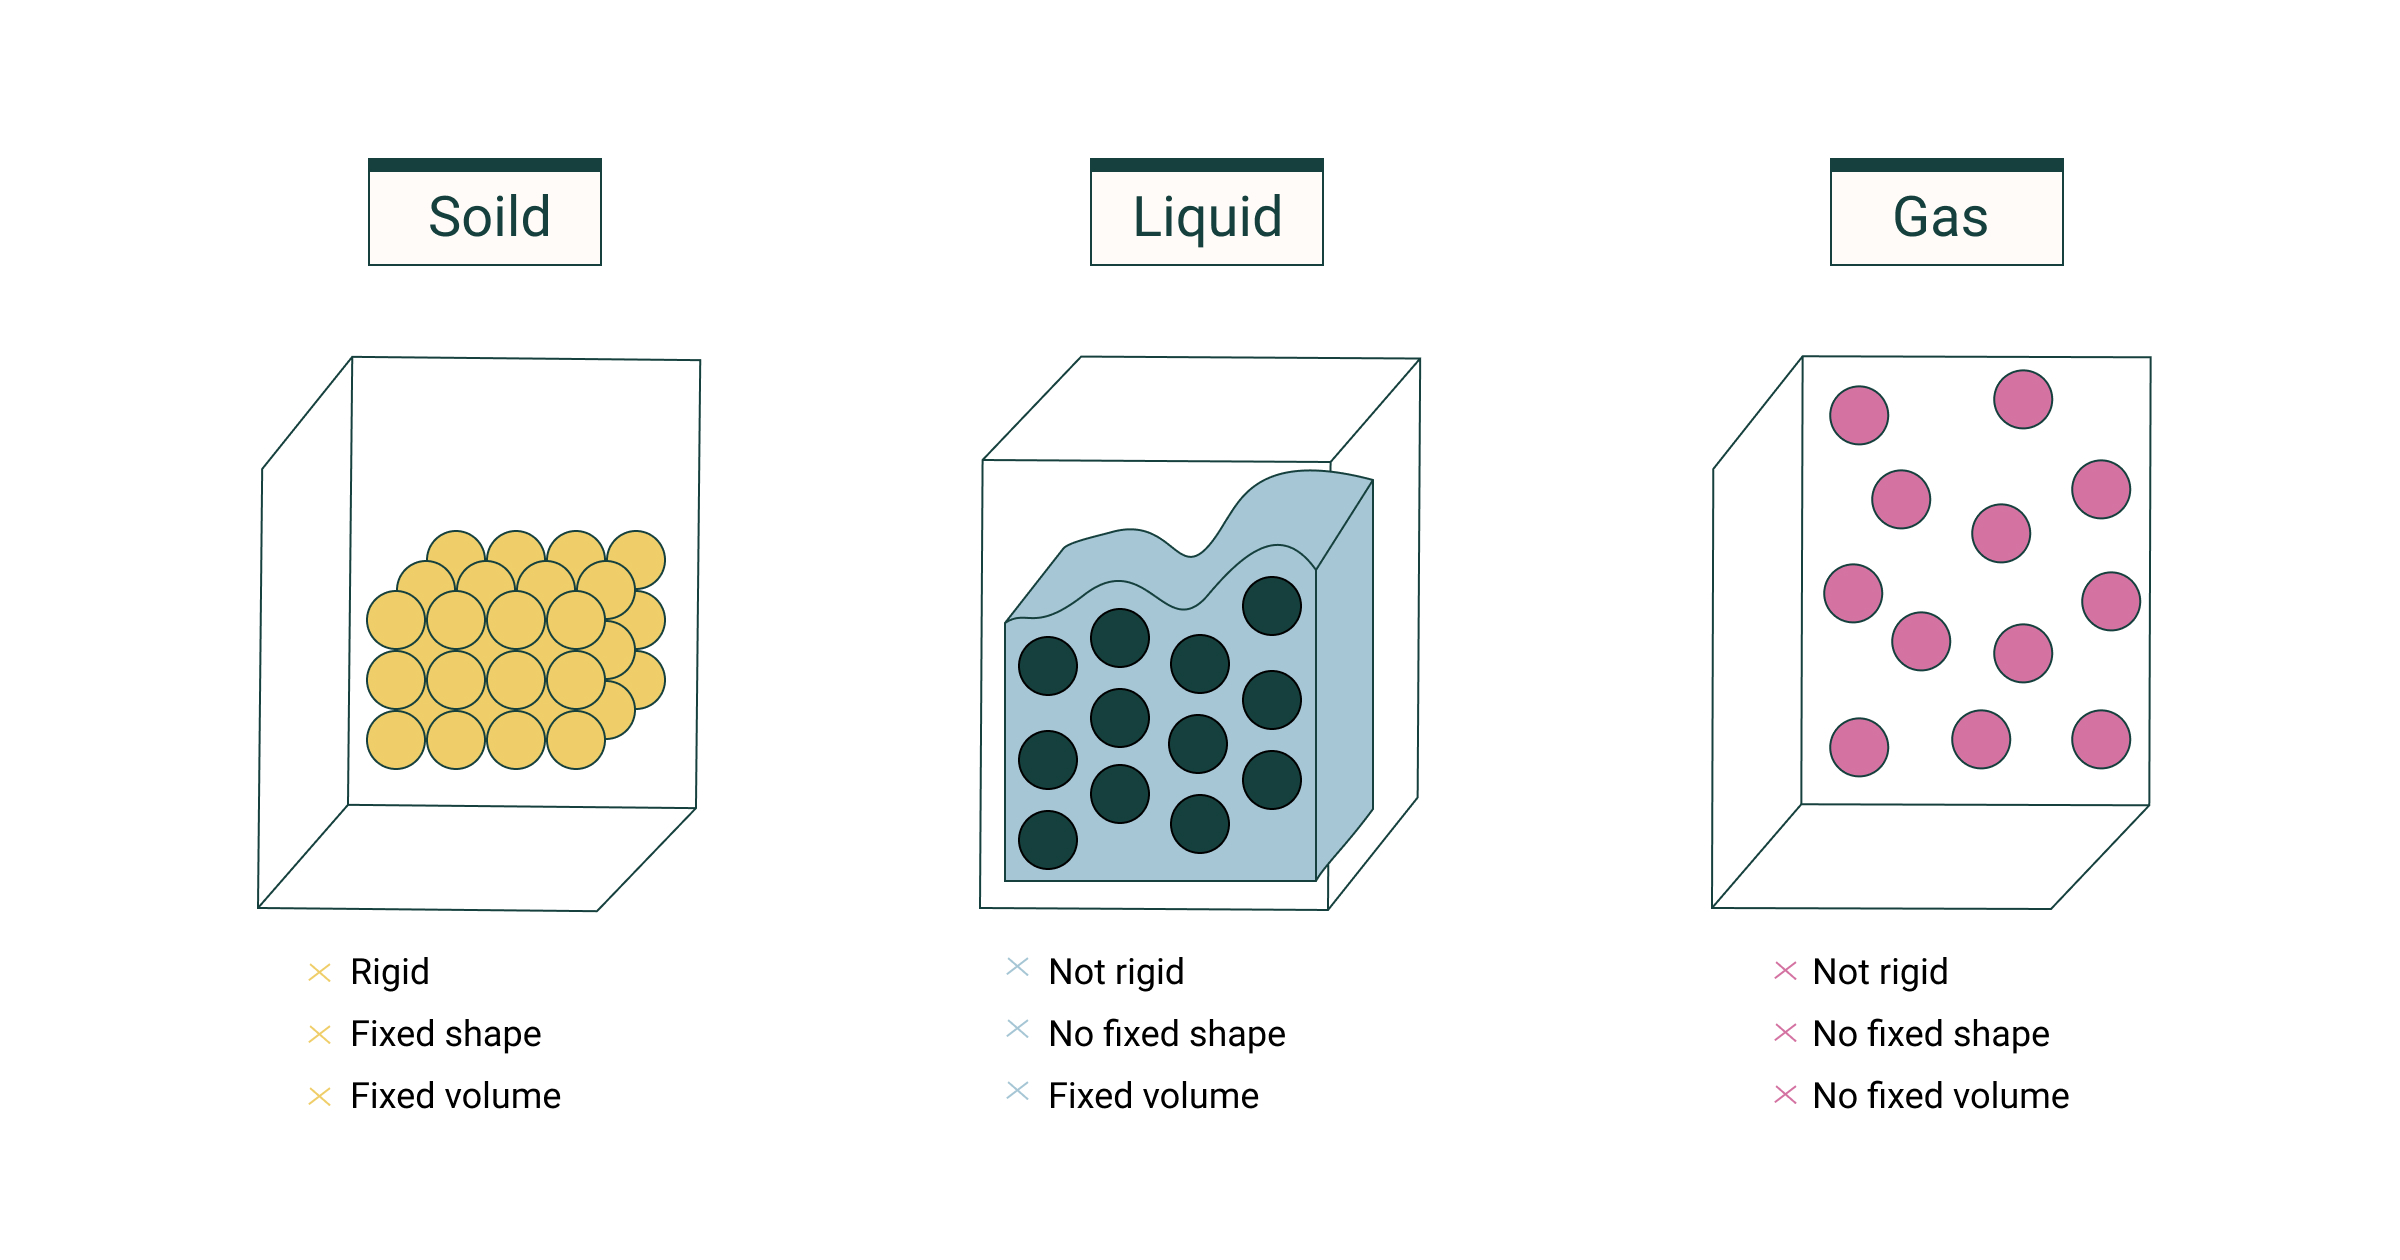 Soild
Liquid
Gas
Rigid
Fixed shape
Fixed volume
Not rigid
No fixed shape
Fixed volume
Not rigid
No fixed shape
No fixed volume